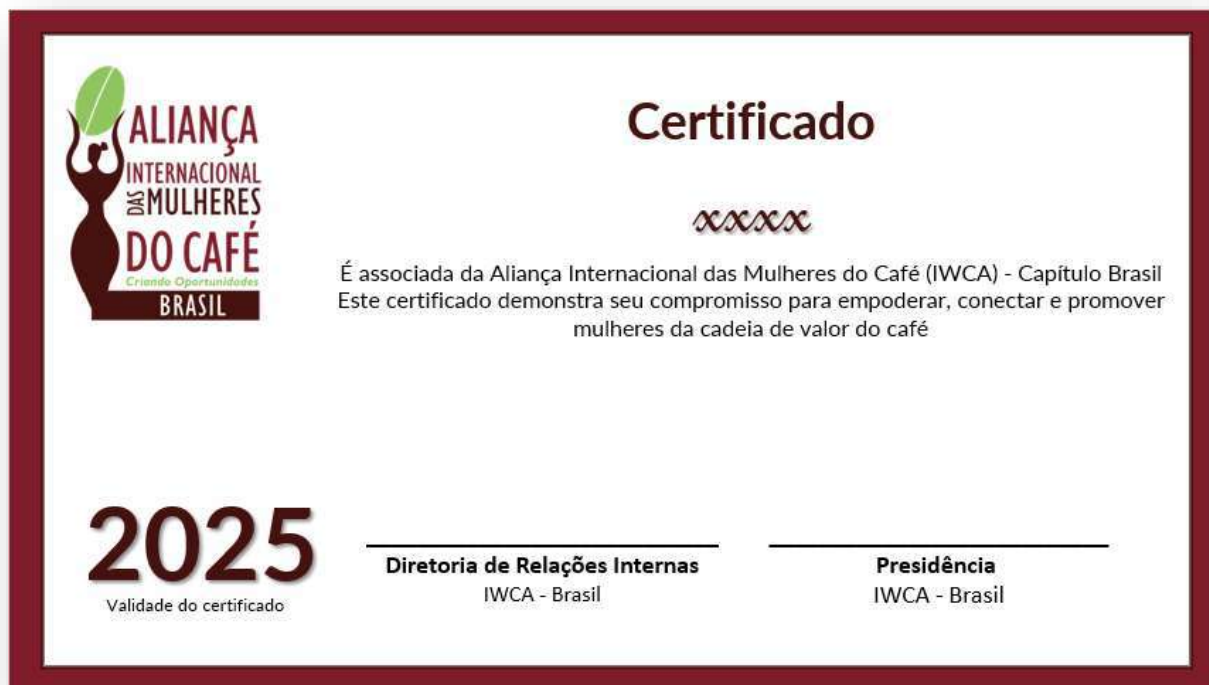 ALIANÇA
INTERNACIONAL
DAS MULHERES
DO CAFÉ
Criando Oportunidades
BRASIL
Certificado
xxxx
É associada da Aliança Internacional das Mulheres do Café (IWCA) - Capítulo Brasil
Este certificado demonstra seu compromisso para empoderar, conectar e promover
mulheres da cadeia de valor do café
2025
Validade do certificado
Diretoria de Relações Internas
IWCA - Brasil
Presidência
IWCA - Brasil